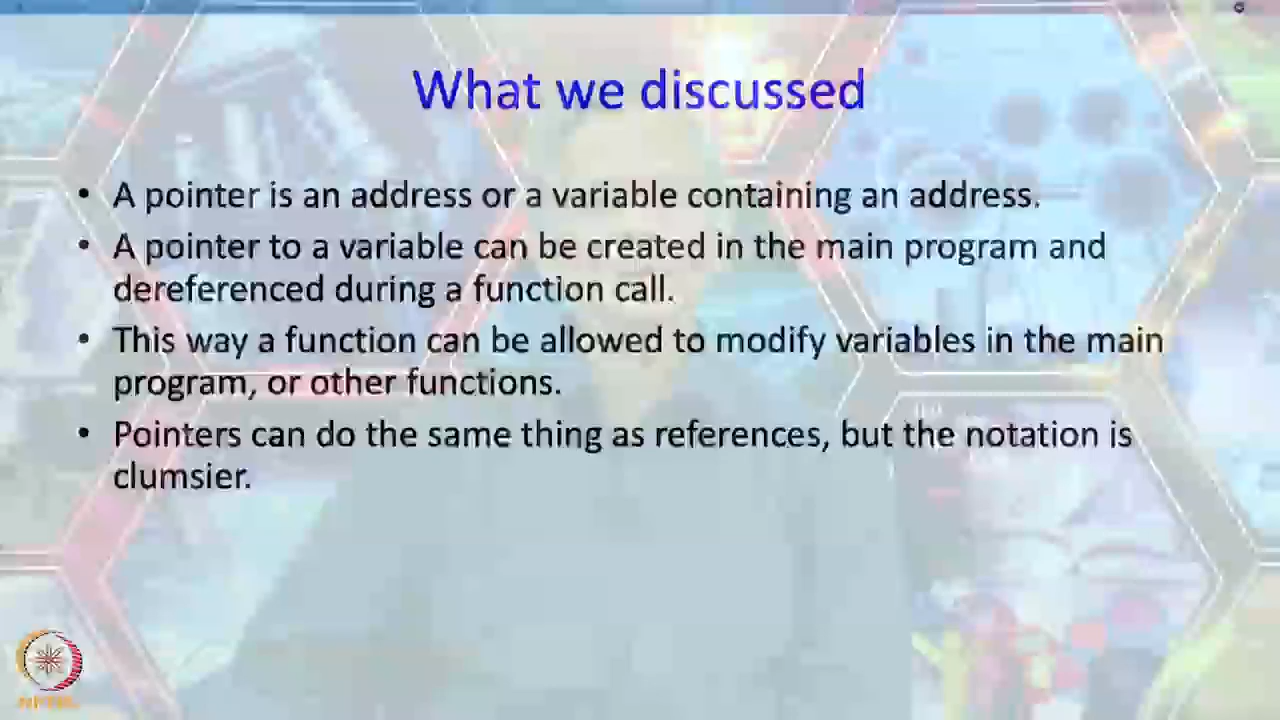 What we discussed
• A pointer is an address or a variable containing an address.
• A pointer to a variable can be created in the main program and
dereferenced during a function call.
• This way a function can be allowed to modify variables in the main
program, or other functions.
• Pointers can do the same thing as references, but the notation is
clumsier.
NPTEL